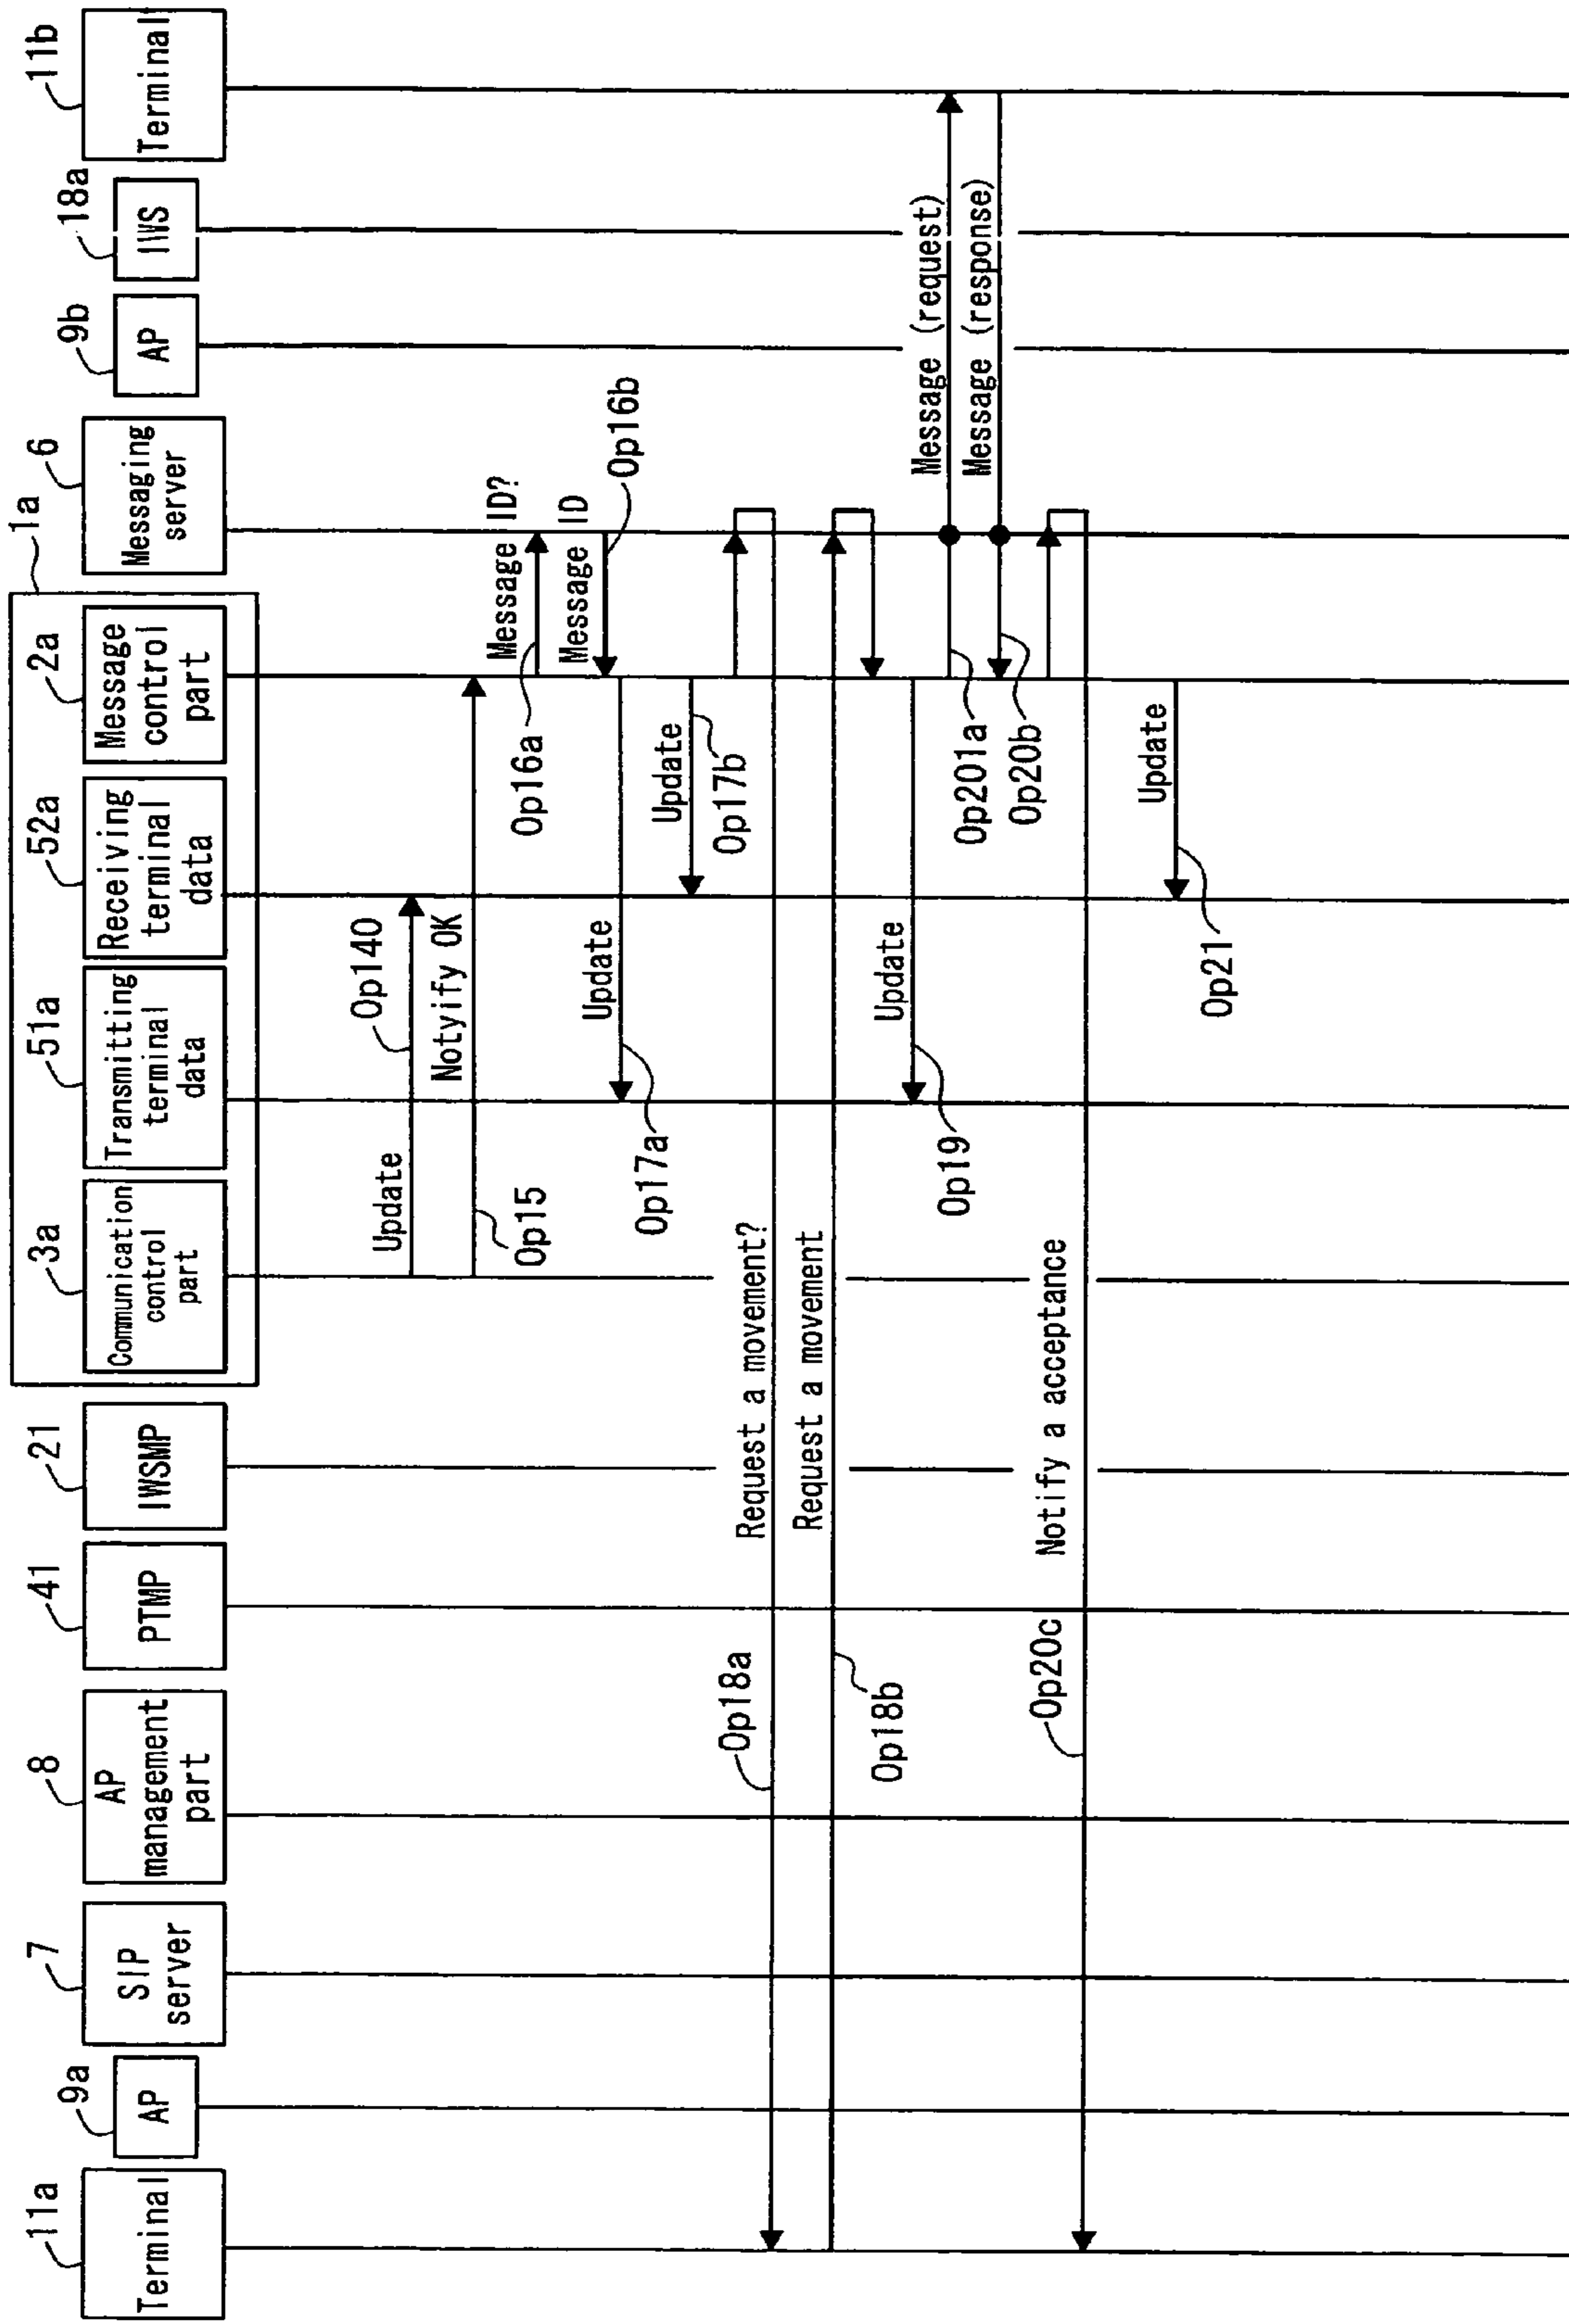 11a
Terminal
9a
AP
7
SIP
server
8
AP
management
part
41
PTMP
21
IWSMP
1a
3a
Communication
control
part
51a
Transmitting
terminal
data
52a
Receiving
terminal
data
2a
Message
control
part
6
Messaging
server
9b
AP
18a
IWS
11b
Terminal
Update
Op140
Notyify OK
Op15
Message ID?
Op16a
Message ID
Op16b
Update
Op17a
Update
Op17b
Request a movement?
Op18a
Request a movement
Op18b
Update
Op19
Message (request)
Op201a
Message (response)
Op20b
Notify a acceptance
Op20c
Update
Op21